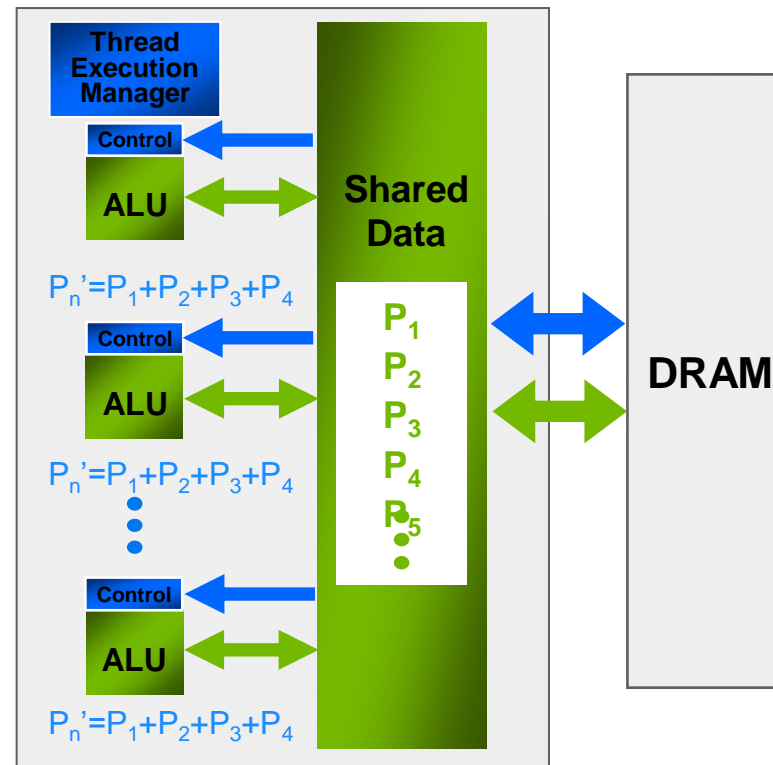 Thread
Execution
Manager
Control
ALU
Pₙ’=P₁+P₂+P₃+P₄
Control
ALU
Pₙ’=P₁+P₂+P₃+P₄
Control
ALU
Pₙ’=P₁+P₂+P₃+P₄
Shared
Data
P₁
P₂
P₃
P₄
P₅
DRAM